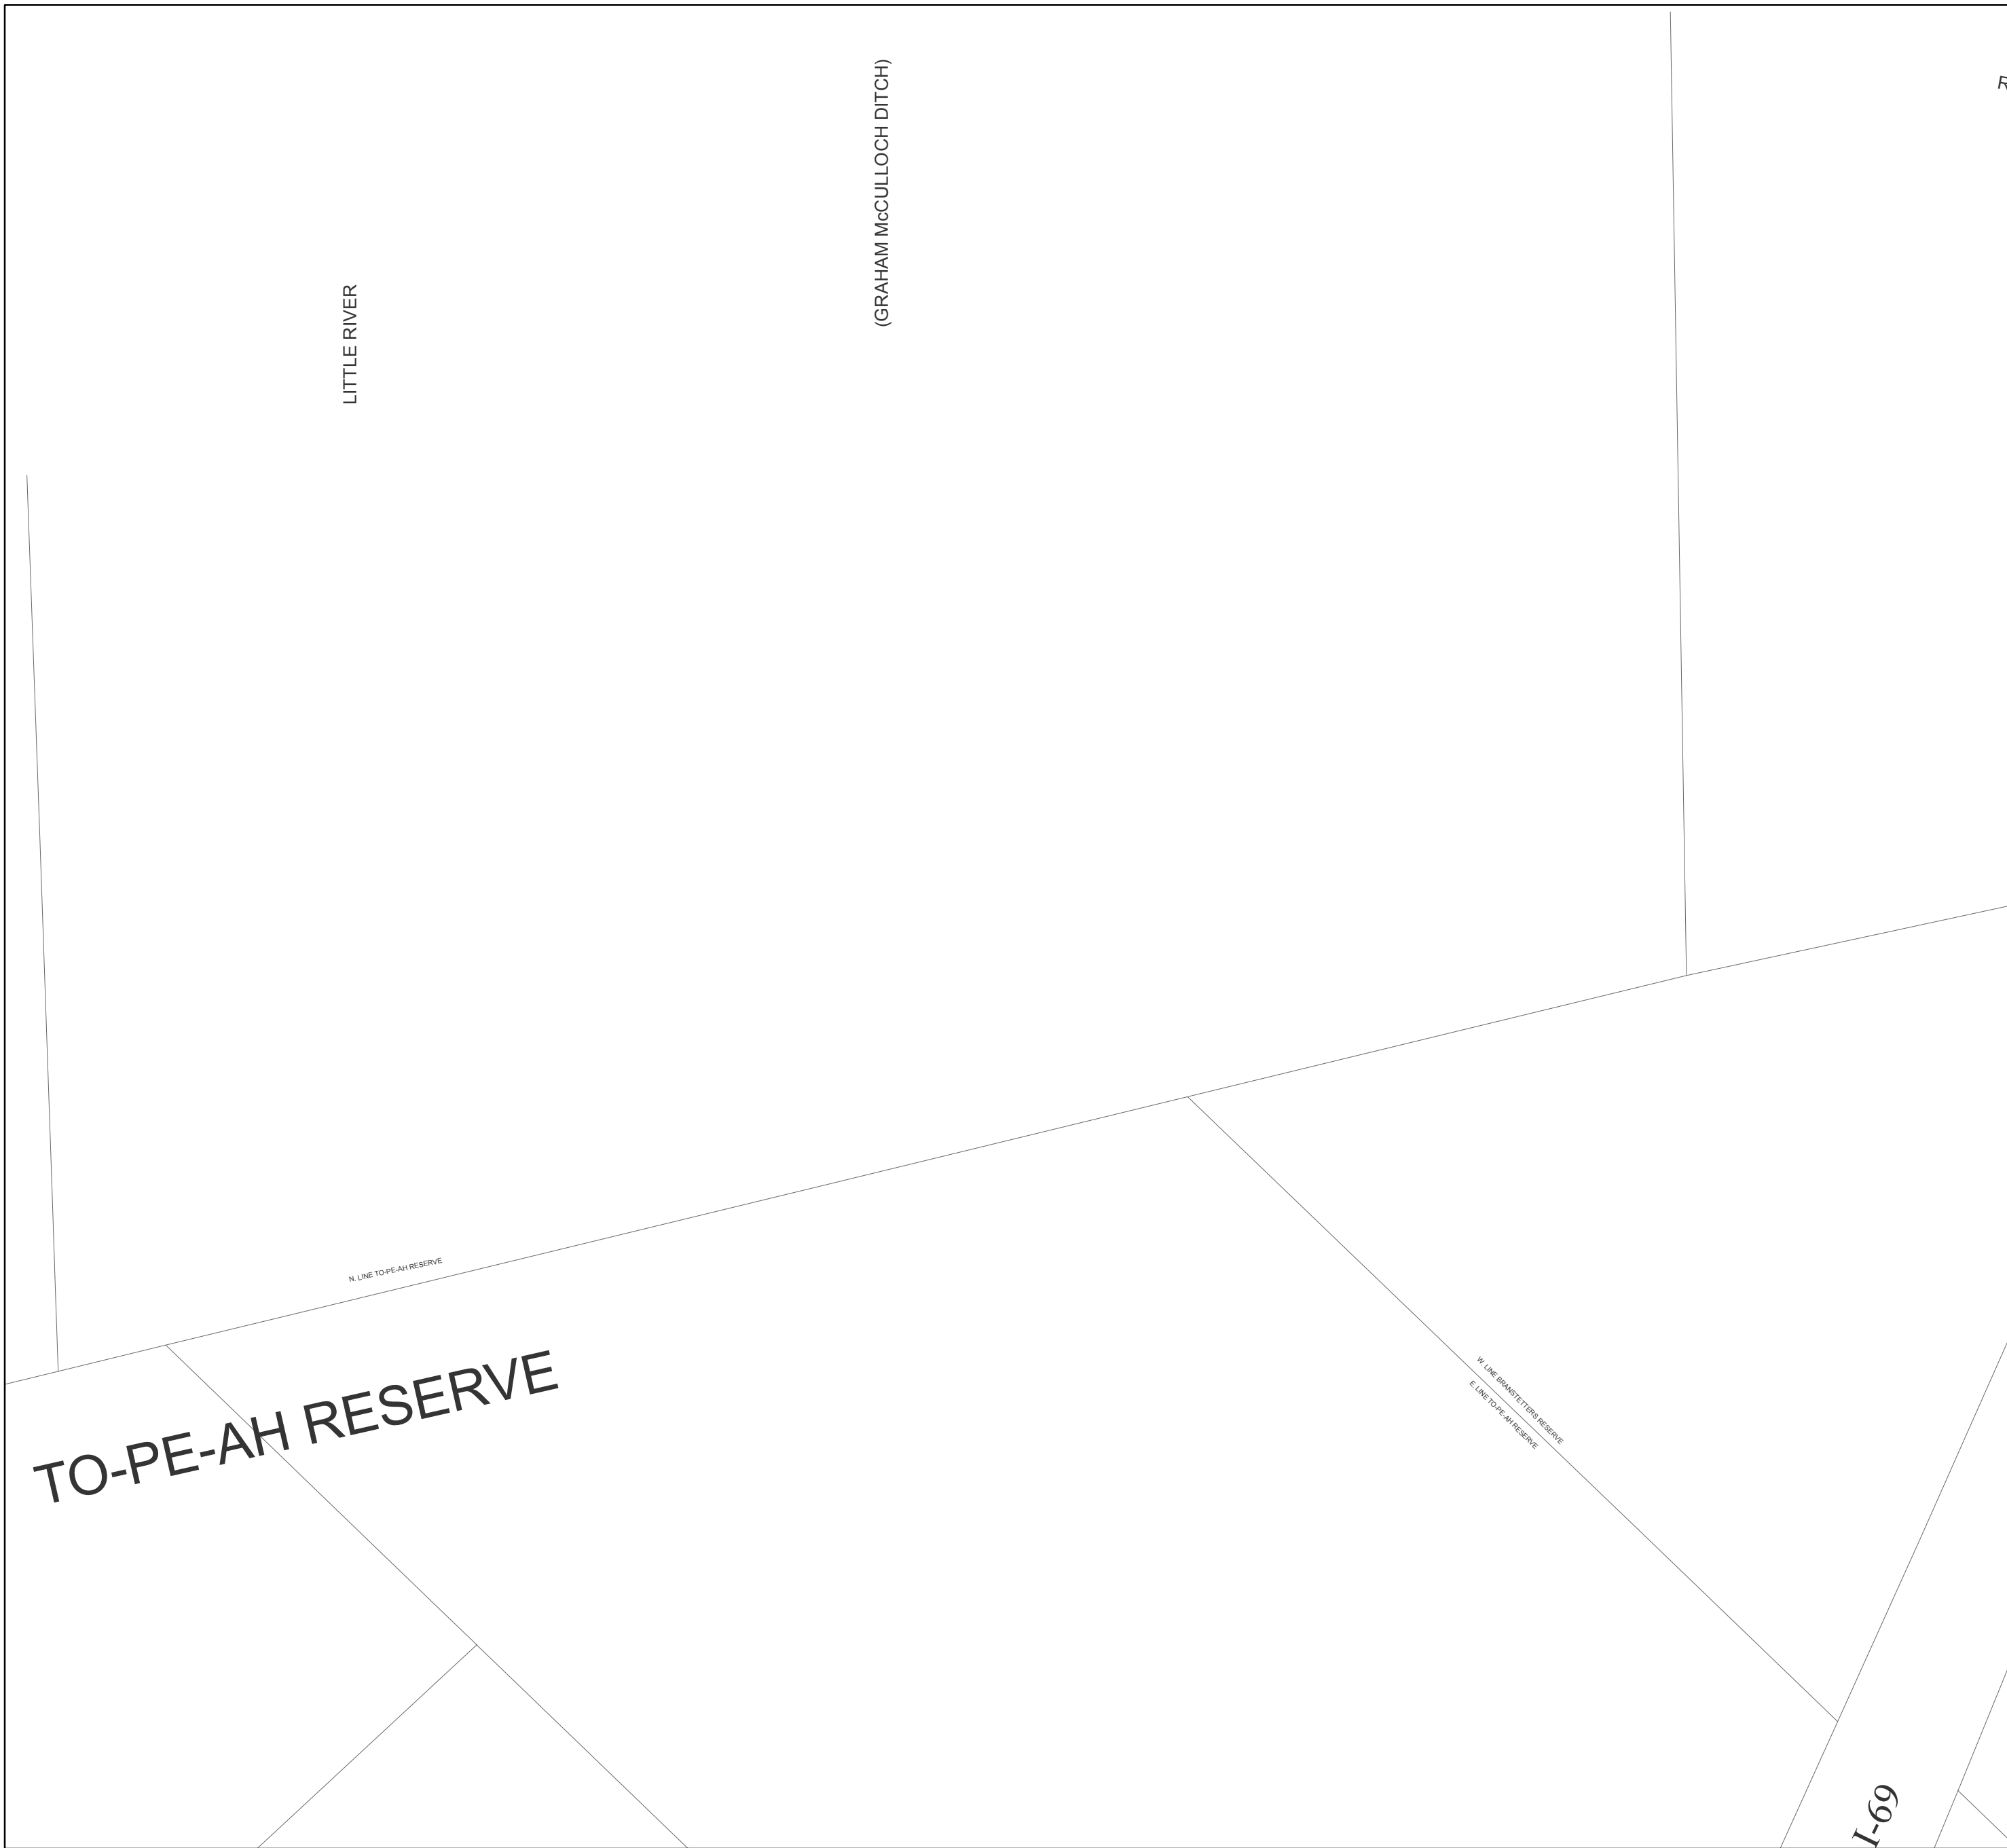 (GRAHAM McCULLOCH DITCH)
LITTLE RIVER
N. LINE TO-PE-AH RESERVE
TO-PE-AH RESERVE
W. LINE BRANSTETTERS RESERVE
E. LINE TO-PE-AH RESERVE
I-69